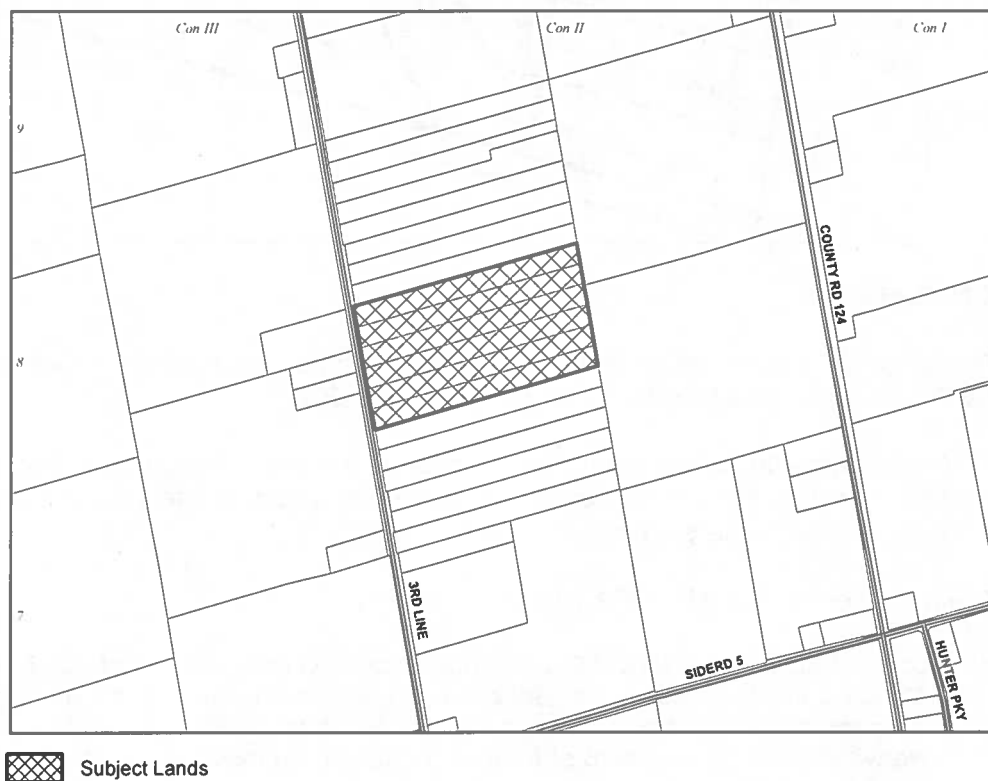 Con III
Con II
Con I
9
COUNTY RD 124
8
7
3RD LINE
SIDERD 5
HUNTER PKY
Subject Lands